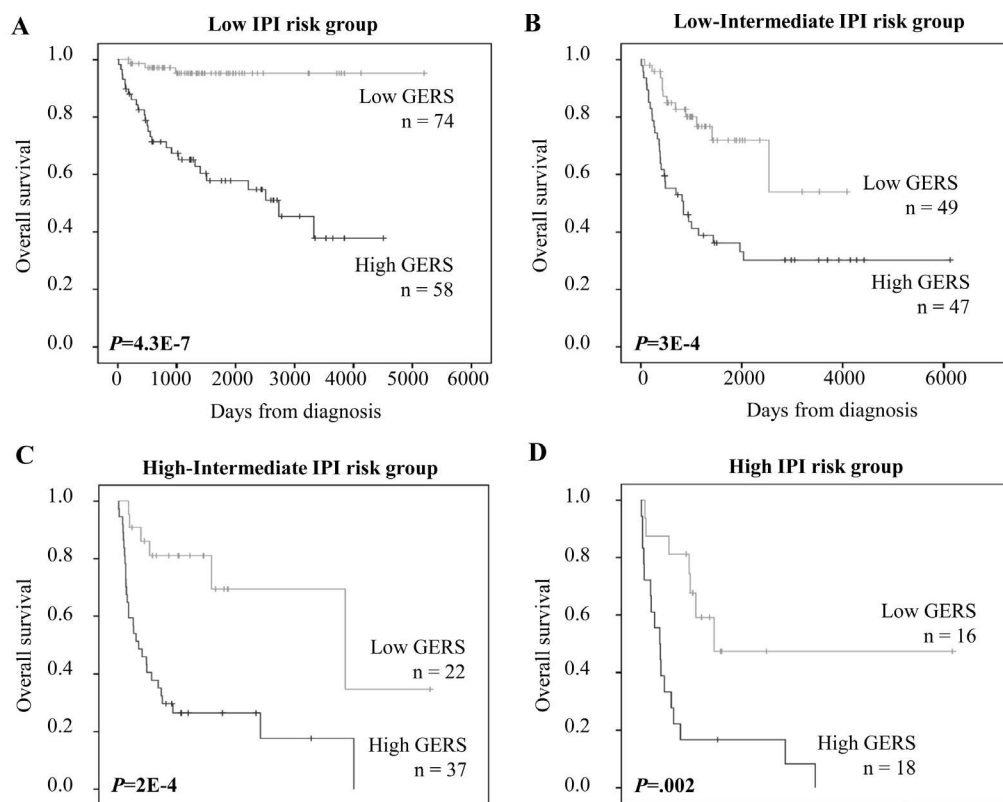 A
Low IPI risk group
1.0
0.8
0.6
0.4
0.2
0.0
Overall survival
Low GERS
n = 74
High GERS
n = 58
P=4.3E-7
0 1000 2000 3000 4000 5000 6000
Days from diagnosis
B
Low-Intermediate IPI risk group
1.0
0.8
0.6
0.4
0.2
0.0
Overall survival
Low GERS
n = 49
High GERS
n = 47
P=3E-4
0 2000 4000 6000
Days from diagnosis
C
High-Intermediate IPI risk group
1.0
0.8
0.6
0.4
0.2
0.0
Overall survival
Low GERS
n = 22
High GERS
n = 37
P=2E-4
D
High IPI risk group
1.0
0.8
0.6
0.4
0.2
0.0
Overall survival
Low GERS
n = 16
High GERS
n = 18
P=.002